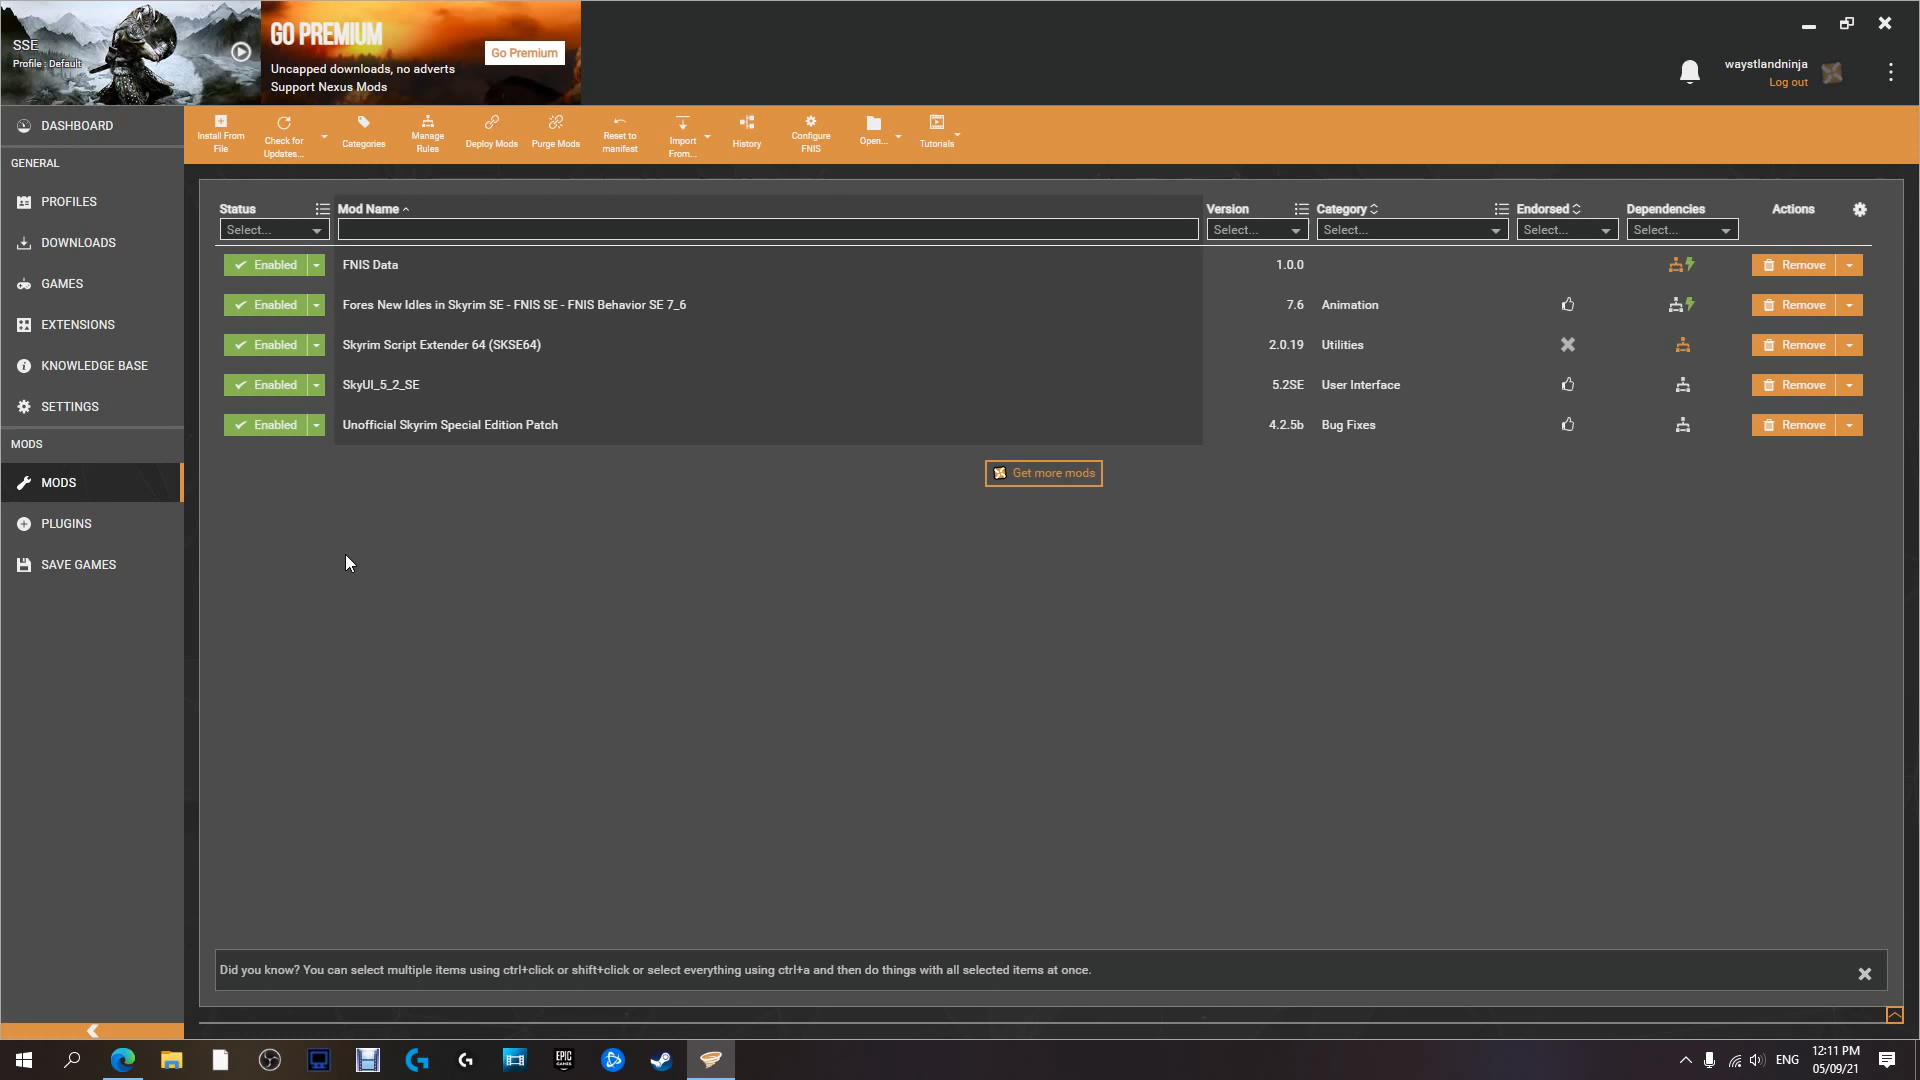 SSE
Profile : Default
GO PREMIUM
Uncapped downloads, no adverts
Support Nexus Mods
Go Premium
waystlandninja
Log out
DASHBOARD
GENERAL
PROFILES
DOWNLOADS
GAMES
EXTENSIONS
KNOWLEDGE BASE
SETTINGS
MODS
MODS
PLUGINS
SAVE GAMES
Install From
File
Check for
Updates...
Categories
Manage
Rules
Deploy Mods
Purge Mods
Reset to
manifest
Import
From...
History
Configure
FNIS
Open...
Tutorials
Status
Mod Name
Version
Category
Endorsed
Dependencies
Actions
Select...
Select...
Select...
Select...
Select...
Enabled
FNIS Data
1.0.0
Remove
Enabled
Fores New Idles in Skyrim SE - FNIS SE - FNIS Behavior SE 7_6
7.6
Animation
Remove
Enabled
Skyrim Script Extender 64 (SKSE64)
2.0.19
Utilities
Remove
Enabled
SkyUI_5_2_SE
5.2SE
User Interface
Remove
Enabled
Unofficial Skyrim Special Edition Patch
4.2.5b
Bug Fixes
Remove
Get more mods
Did you know? You can select multiple items using ctrl+click or shift+click or select everything using ctrl+a and then do things with all selected items at once.
EPIC
GAMES
ENG
12:11 PM
05/09/21